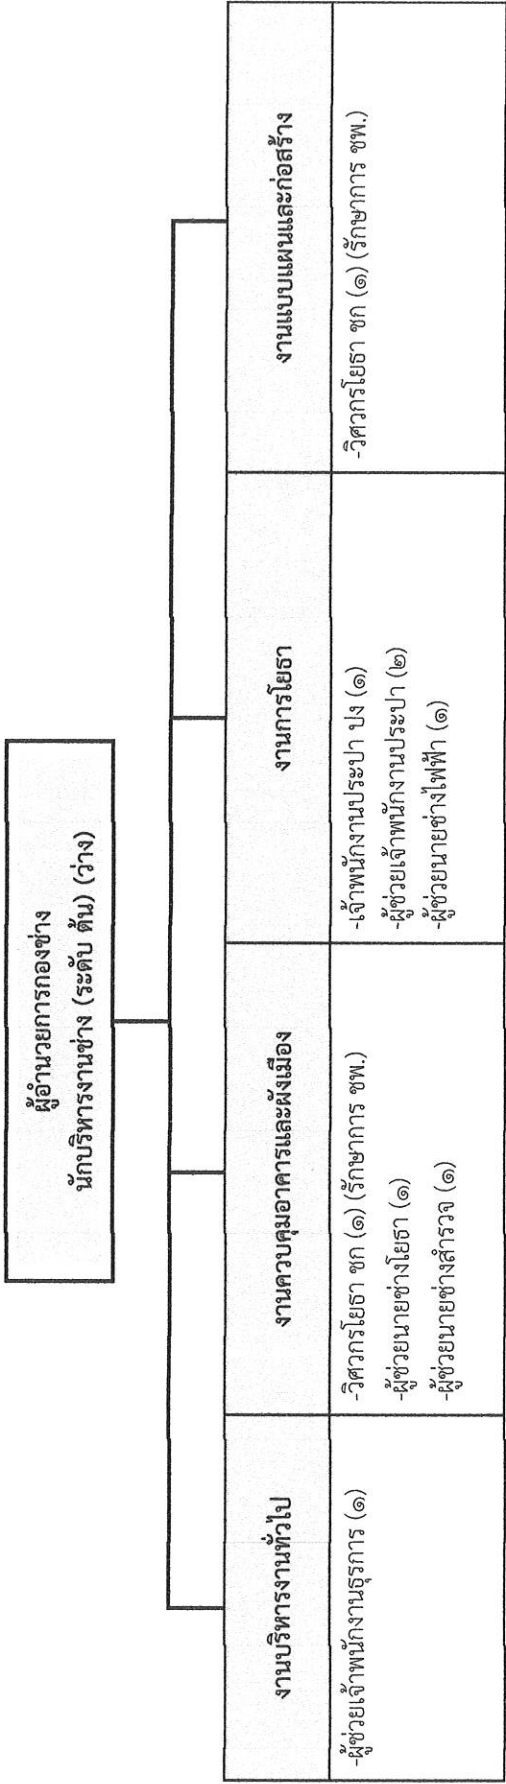 ผู้อำนวยการกองช่าง
นักบริหารงานช่าง (ระดับ ต้น) (ว่าง)
งานบริหารงานทั่วไป
-ผู้ช่วยเจ้าพนักงานธุรการ (๑)
งานควบคุมอาคารและผังเมือง
-วิศวกรโยธา ชก (๑) (รักษาการ ชพ.)
-ผู้ช่วยนายช่างโยธา (๑)
-ผู้ช่วยนายช่างสำรวจ (๑)
งานการโยธา
-เจ้าพนักงานประปา ปง (๑)
-ผู้ช่วยเจ้าพนักงานประปา (๒)
-ผู้ช่วยนายช่างไฟฟ้า (๑)
งานแบบแผนและก่อสร้าง
-วิศวกรโยธา ชก (๑) (รักษาการ ชพ.)